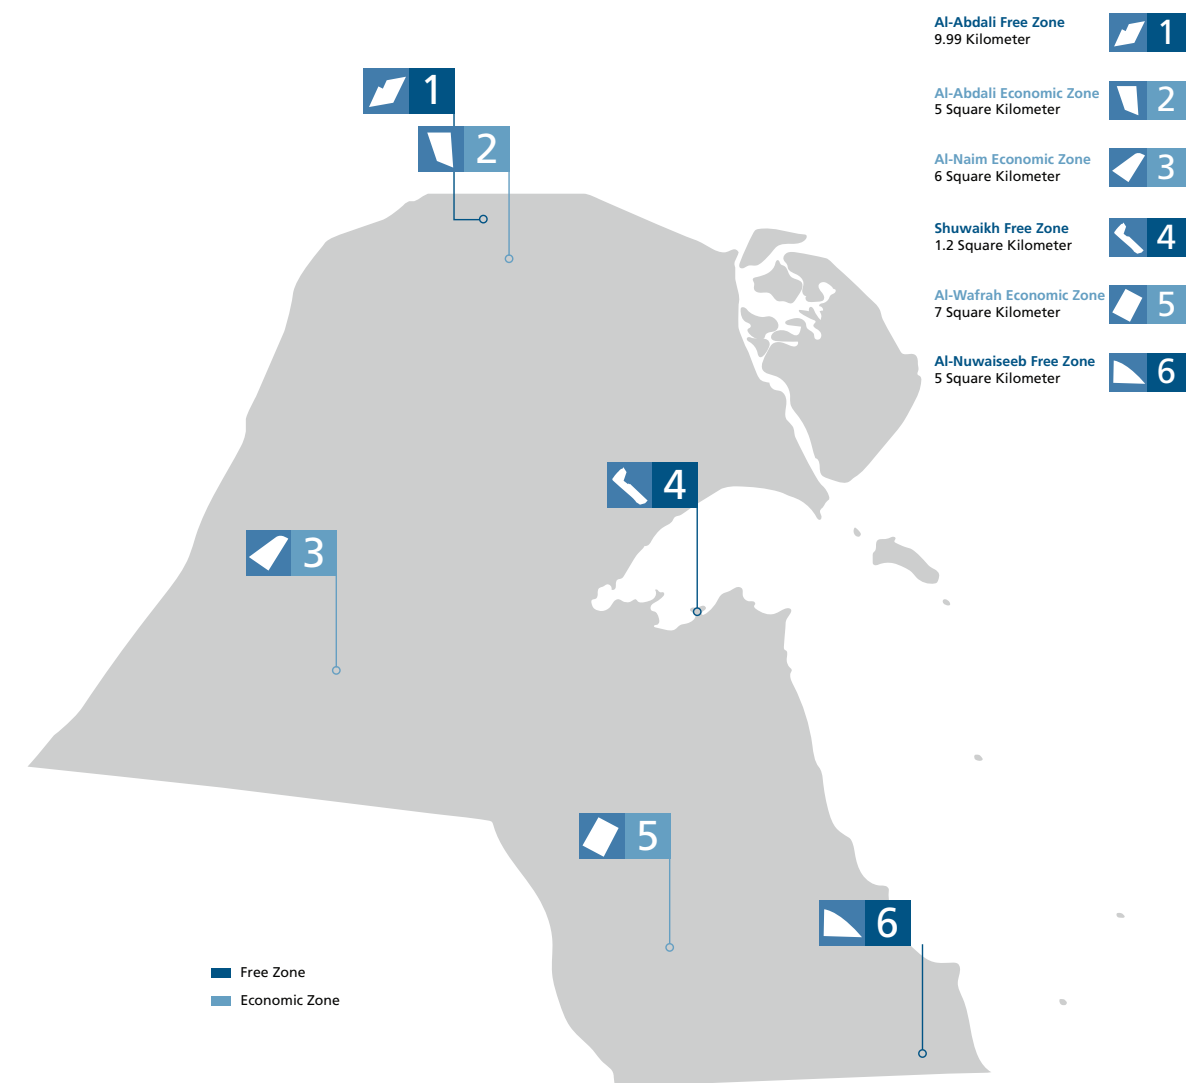 Al-Abdali Free Zone
9.99 Kilometer
1
Al-Abdali Economic Zone
5 Square Kilometer
2
Al-Naim Economic Zone
6 Square Kilometer
3
Shuwaikh Free Zone
1.2 Square Kilometer
4
Al-Wafrah Economic Zone
7 Square Kilometer
5
Al-Nuwaiseeb Free Zone
5 Square Kilometer
6
1
2
4
3
5
6
Free Zone
Economic Zone